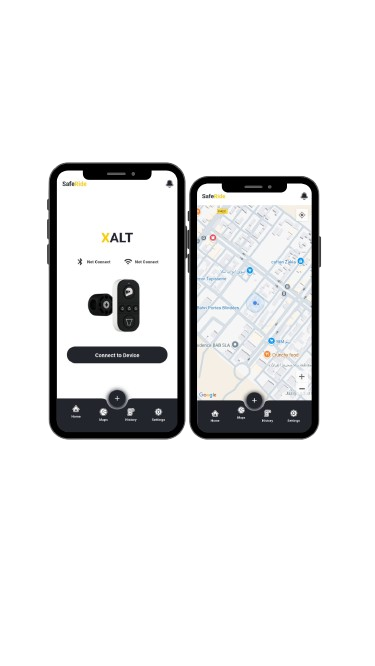 SafeRide
XALT
Not Connect
Not Connect
Connect to Device
+
Home
Maps
History
Settings
SafeRide
Google
+
−
+
Home
Maps
History
Settings